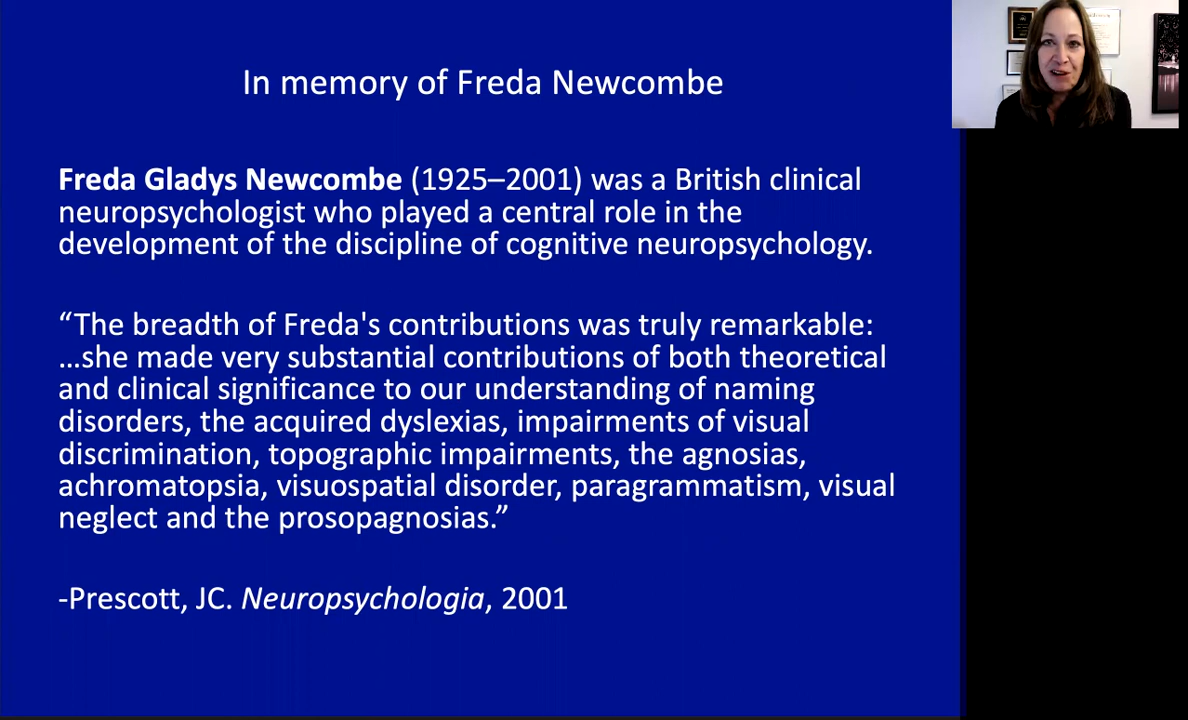 In memory of Freda Newcombe
Freda Gladys Newcombe (1925–2001) was a British clinical
neuropsychologist who played a central role in the
development of the discipline of cognitive neuropsychology.
“The breadth of Freda's contributions was truly remarkable:
…she made very substantial contributions of both theoretical
and clinical significance to our understanding of naming
disorders, the acquired dyslexias, impairments of visual
discrimination, topographic impairments, the agnosias,
achromatopsia, visuospatial disorder, paragrammatism, visual
neglect and the prosopagnosias.”
-Prescott, JC. Neuropsychologia, 2001